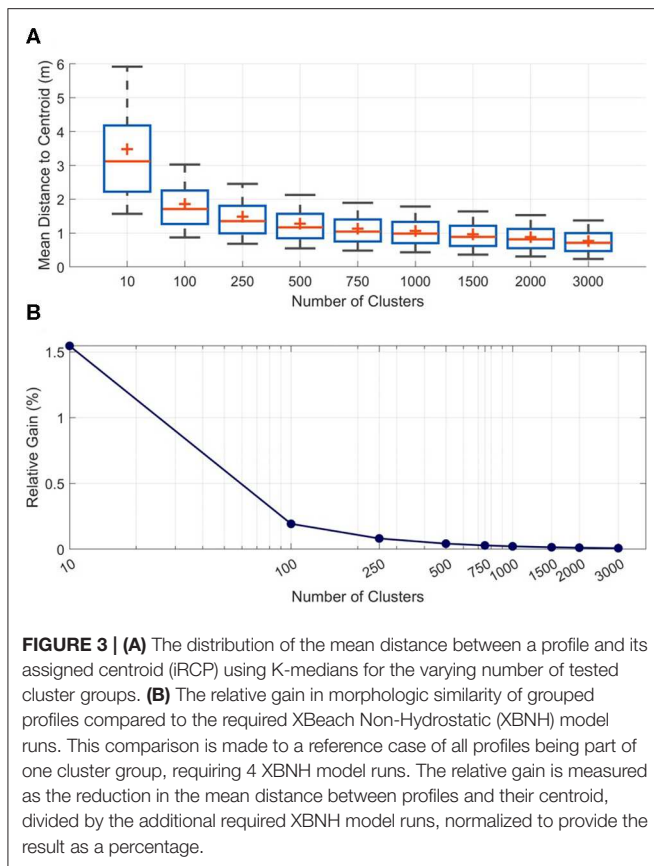 A
Mean Distance to Centroid (m)
6
5
4
3
2
1
0
10 100 250 500 750 1000 1500 2000 3000
Number of Clusters
B
Relative Gain (%)
1.5
1
0.5
0
10 100 250 500 750 1000 1500 2000 3000
Number of Clusters
FIGURE 3 | (A) The distribution of the mean distance between a profile and its
assigned centroid (iRCP) using K-medians for the varying number of tested
cluster groups. (B) The relative gain in morphologic similarity of grouped
profiles compared to the required XBeach Non-Hydrostatic (XBNH) model
runs. This comparison is made to a reference case of all profiles being part of
one cluster group, requiring 4 XBNH model runs. The relative gain is measured
as the reduction in the mean distance between profiles and their centroid,
divided by the additional required XBNH model runs, normalized to provide the
result as a percentage.